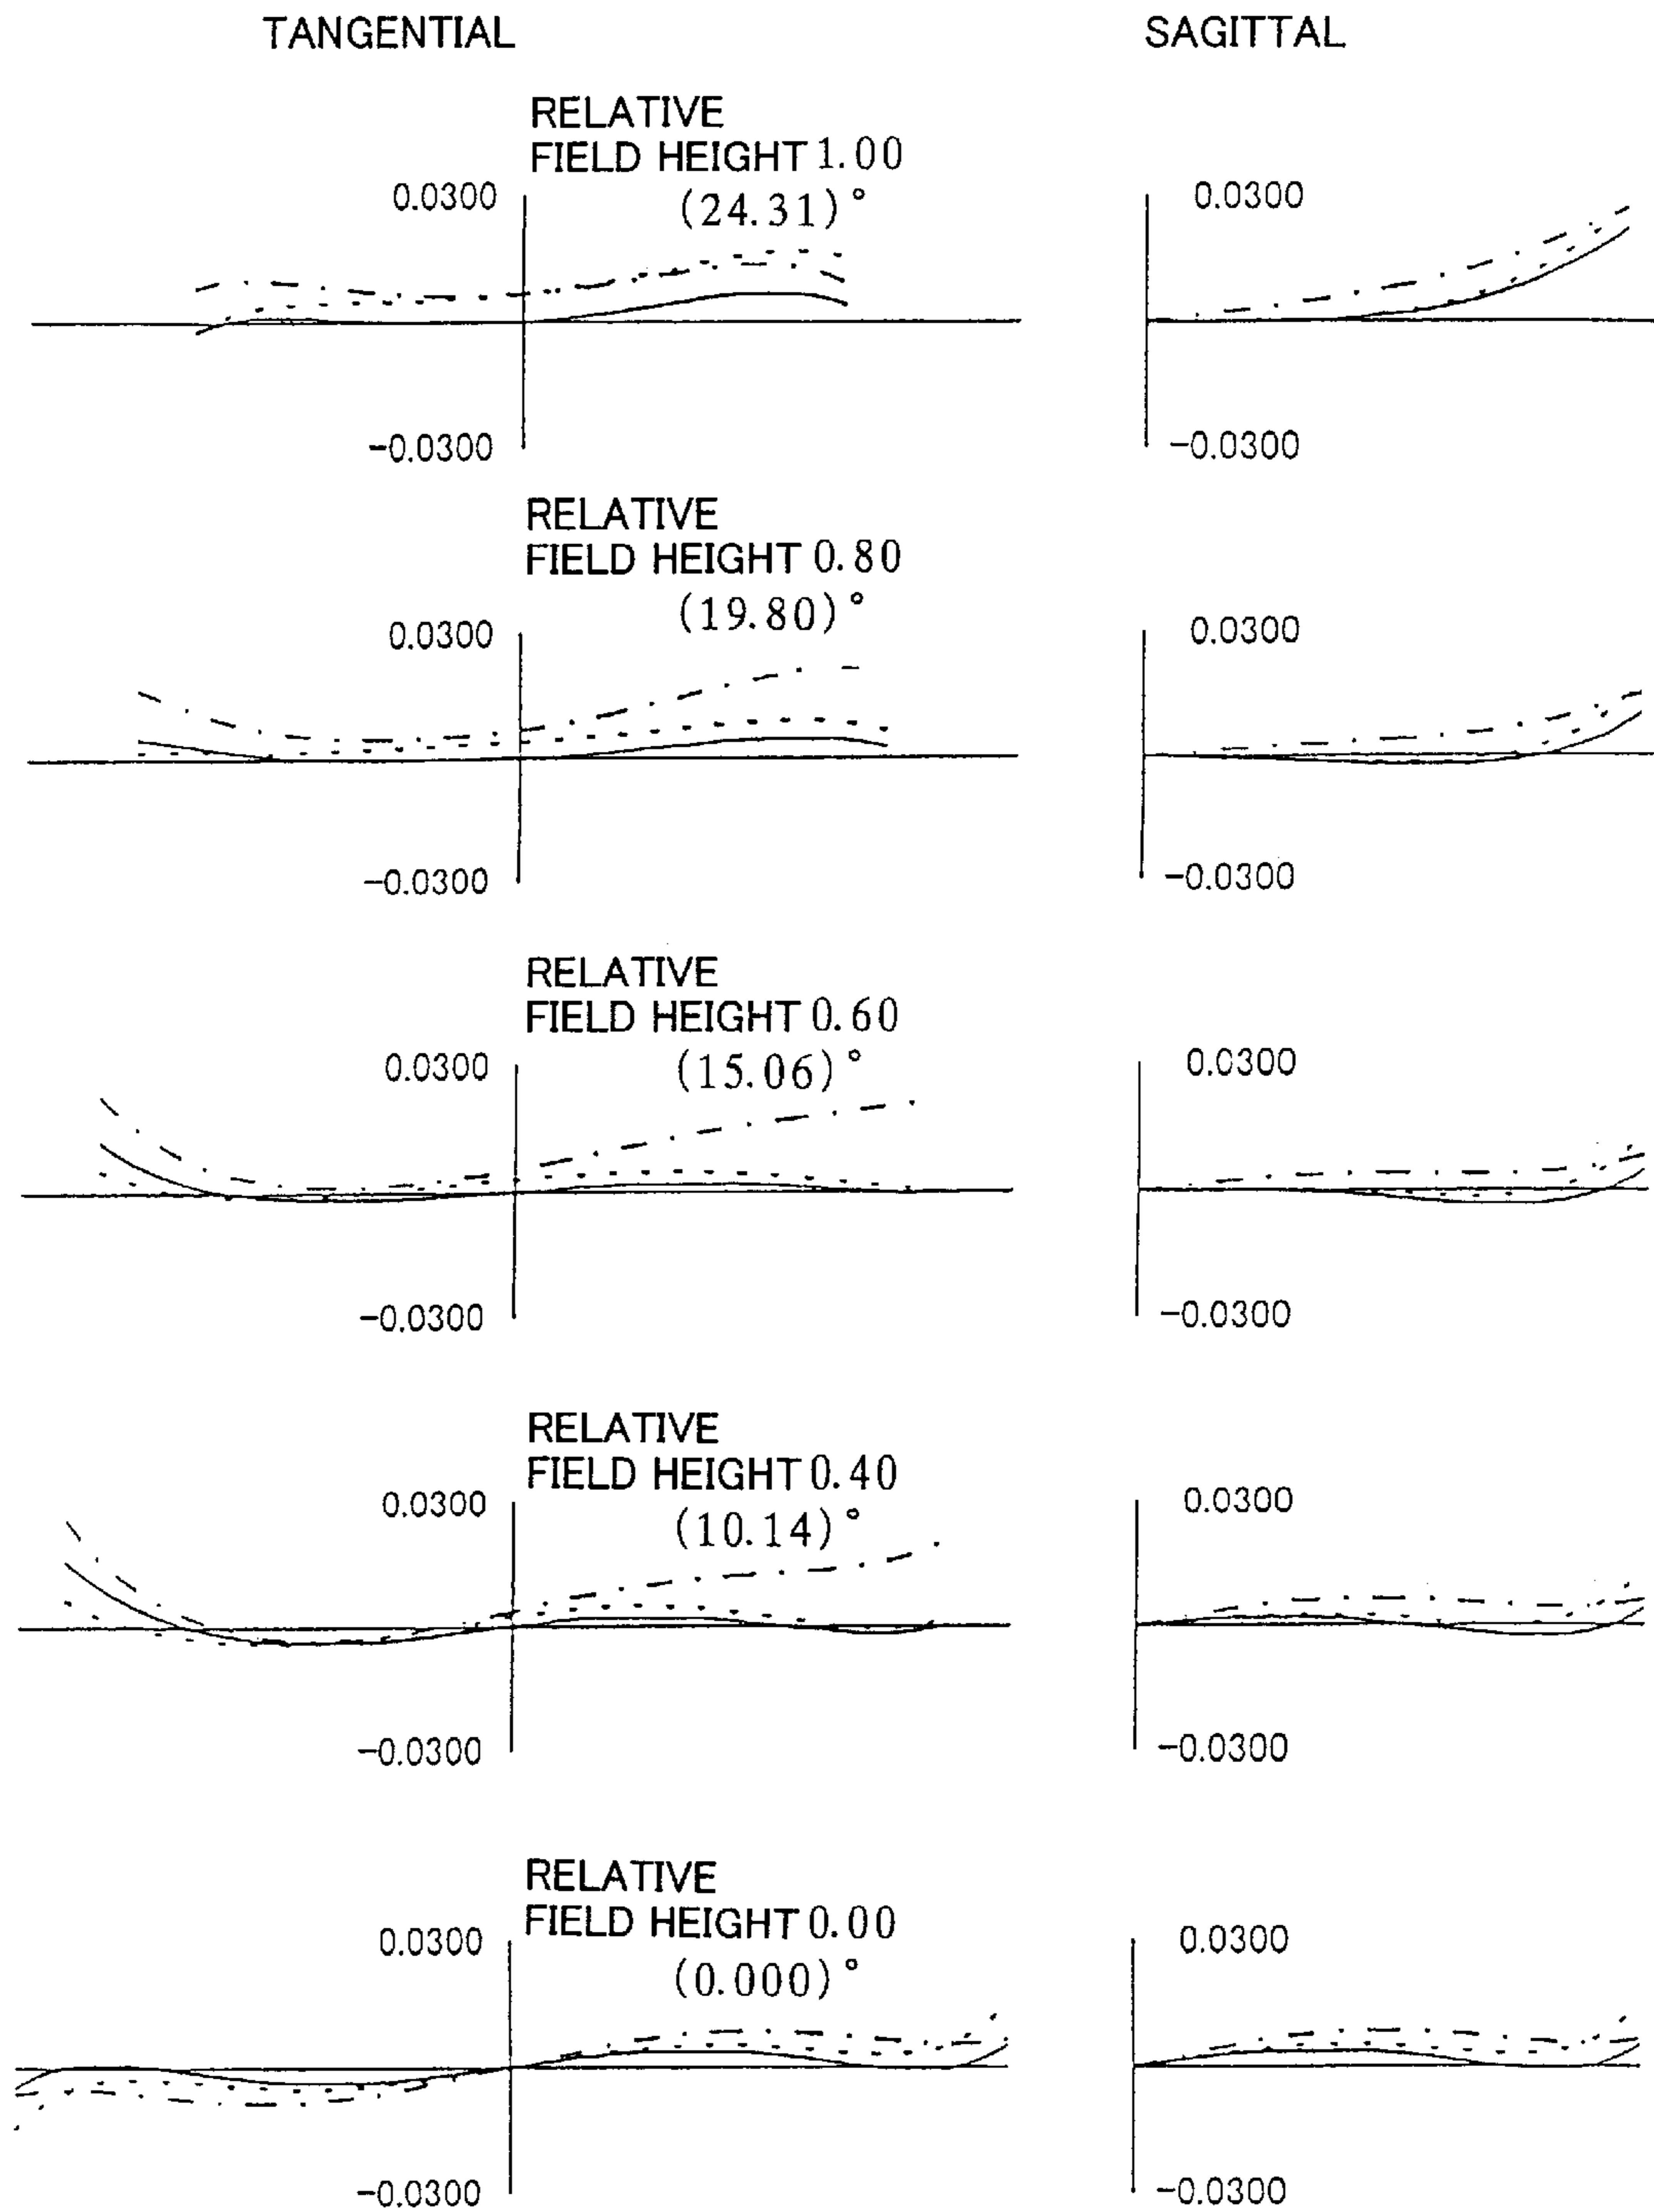 TANGENTIAL SAGITTAL
RELATIVE
FIELD HEIGHT 1.00
(24.31)°
0.0300 0.0300
-0.0300 -0.0300
RELATIVE
FIELD HEIGHT 0.80
(19.80)°
0.0300 0.0300
-0.0300 -0.0300
RELATIVE
FIELD HEIGHT 0.60
(15.06)°
0.0300 0.0300
-0.0300 -0.0300
RELATIVE
FIELD HEIGHT 0.40
(10.14)°
0.0300 0.0300
-0.0300 -0.0300
RELATIVE
FIELD HEIGHT 0.00
(0.000)°
0.0300 0.0300
-0.0300 -0.0300